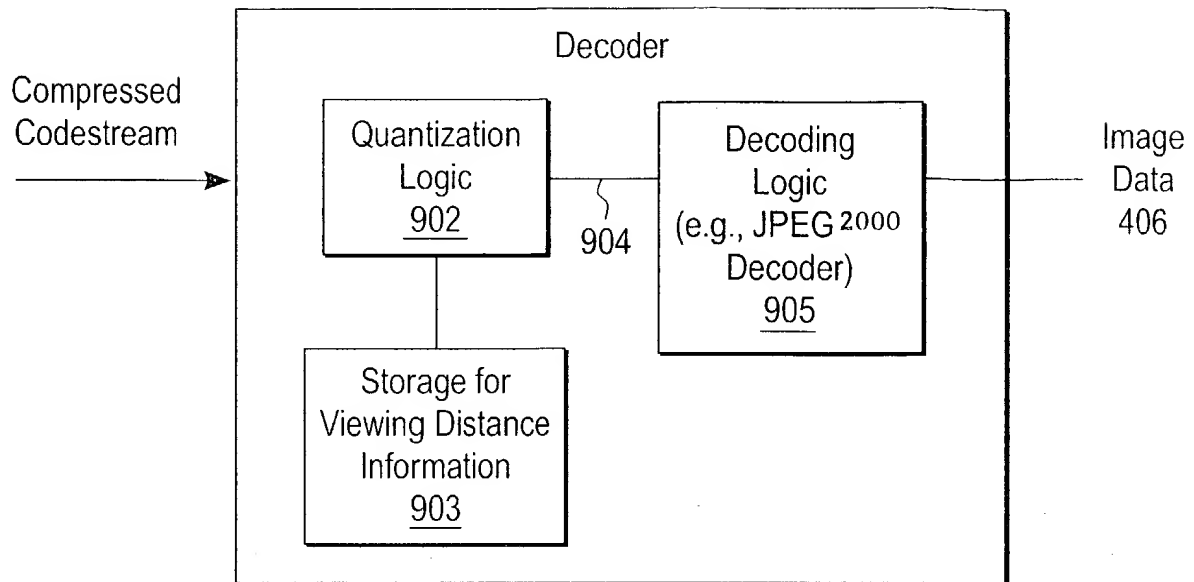 Decoder
Compressed
Codestream
Quantization
Logic
902
904
Decoding
Logic
(e.g., JPEG 2000
Decoder)
905
Image
Data
406
Storage for
Viewing Distance
Information
903